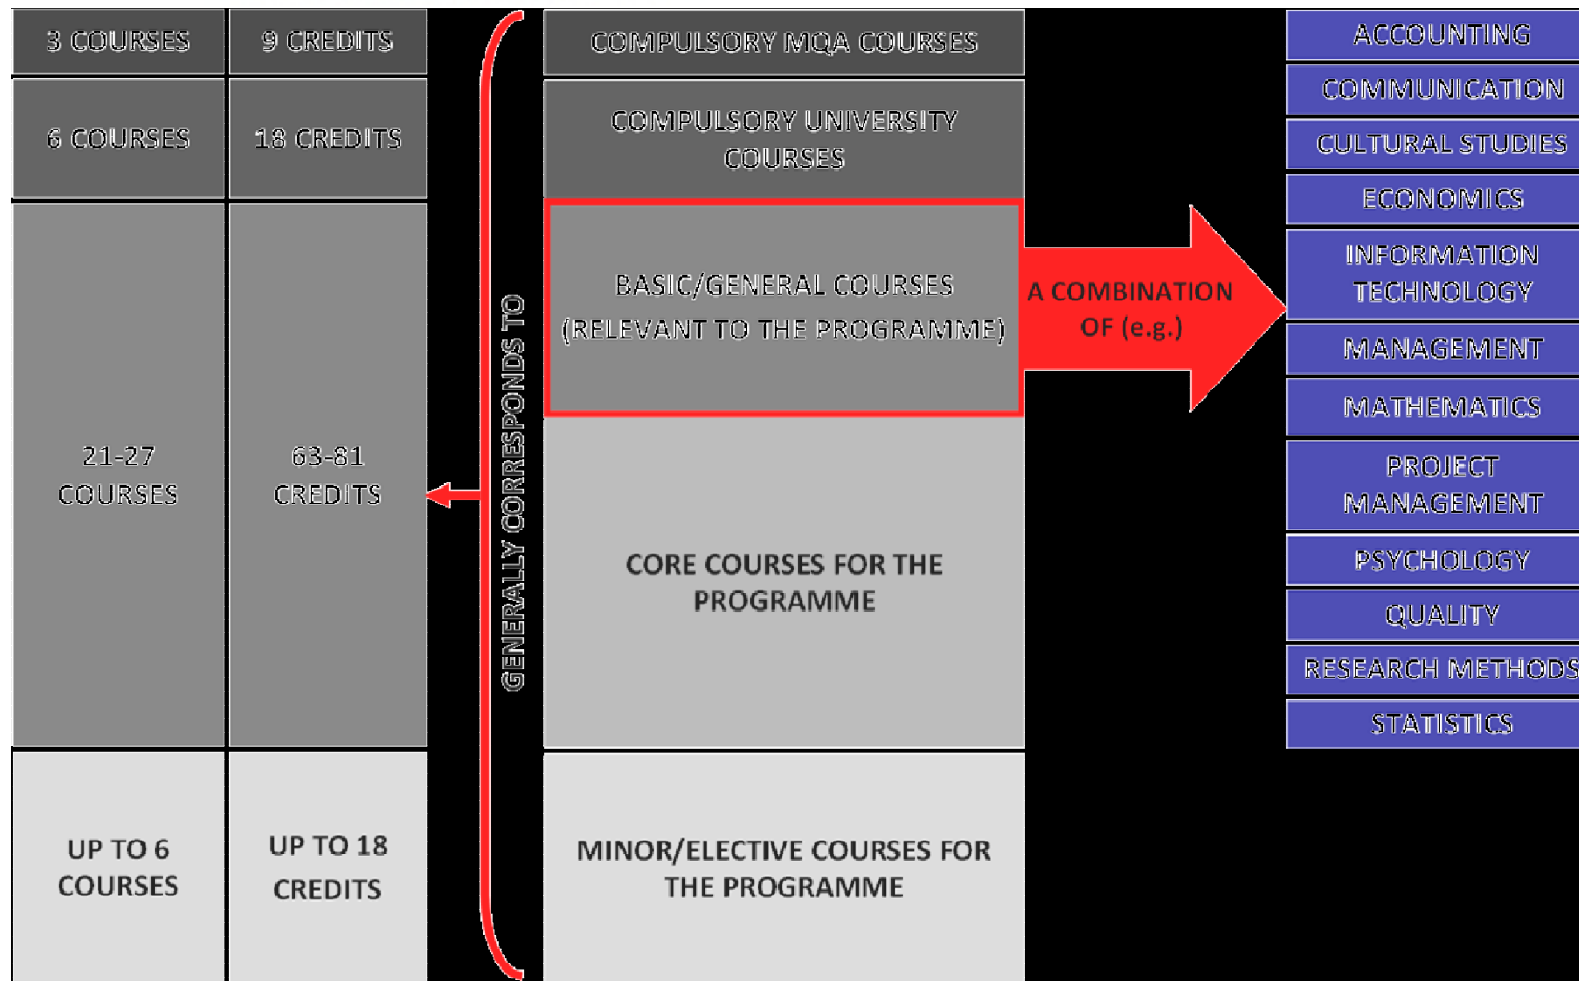 3 COURSES
9 CREDITS
6 COURSES
18 CREDITS
21-27
COURSES
63-81
CREDITS
UP TO 6
COURSES
UP TO 18
CREDITS
GENERALLY CORRESPONDS TO
COMPULSORY MQA COURSES
COMPULSORY UNIVERSITY
COURSES
BASIC/GENERAL COURSES
(RELEVANT TO THE PROGRAMME)
CORE COURSES FOR THE
PROGRAMME
MINOR/ELECTIVE COURSES FOR
THE PROGRAMME
A COMBINATION
OF (e.g.)
ACCOUNTING
COMMUNICATION
CULTURAL STUDIES
ECONOMICS
INFORMATION
TECHNOLOGY
MANAGEMENT
MATHEMATICS
PROJECT
MANAGEMENT
PSYCHOLOGY
QUALITY
RESEARCH METHODS
STATISTICS